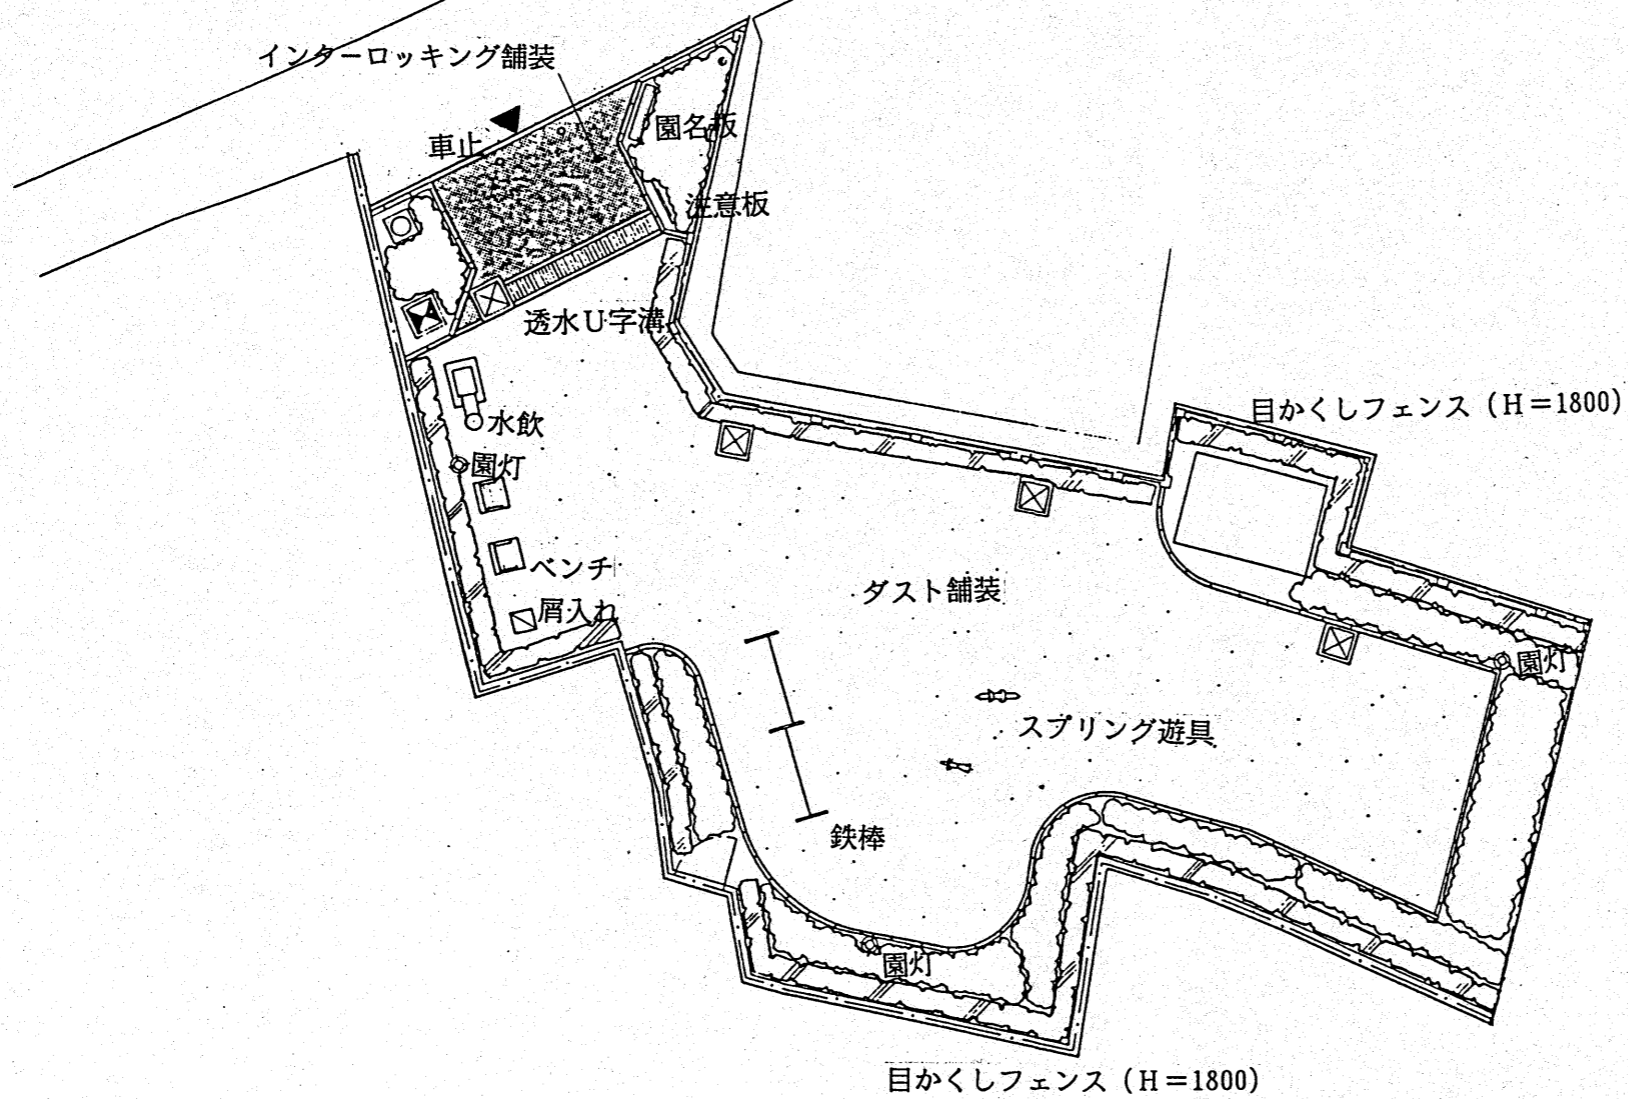 インターロッキング舗装
車止
園名板
注意板
透水U字溝
目かくしフェンス(H=1800)
水飲
園灯
ベンチ
屑入れ
ダスト舗装
園灯
スプリング遊具
鉄棒
園灯
目かくしフェンス(H=1800)